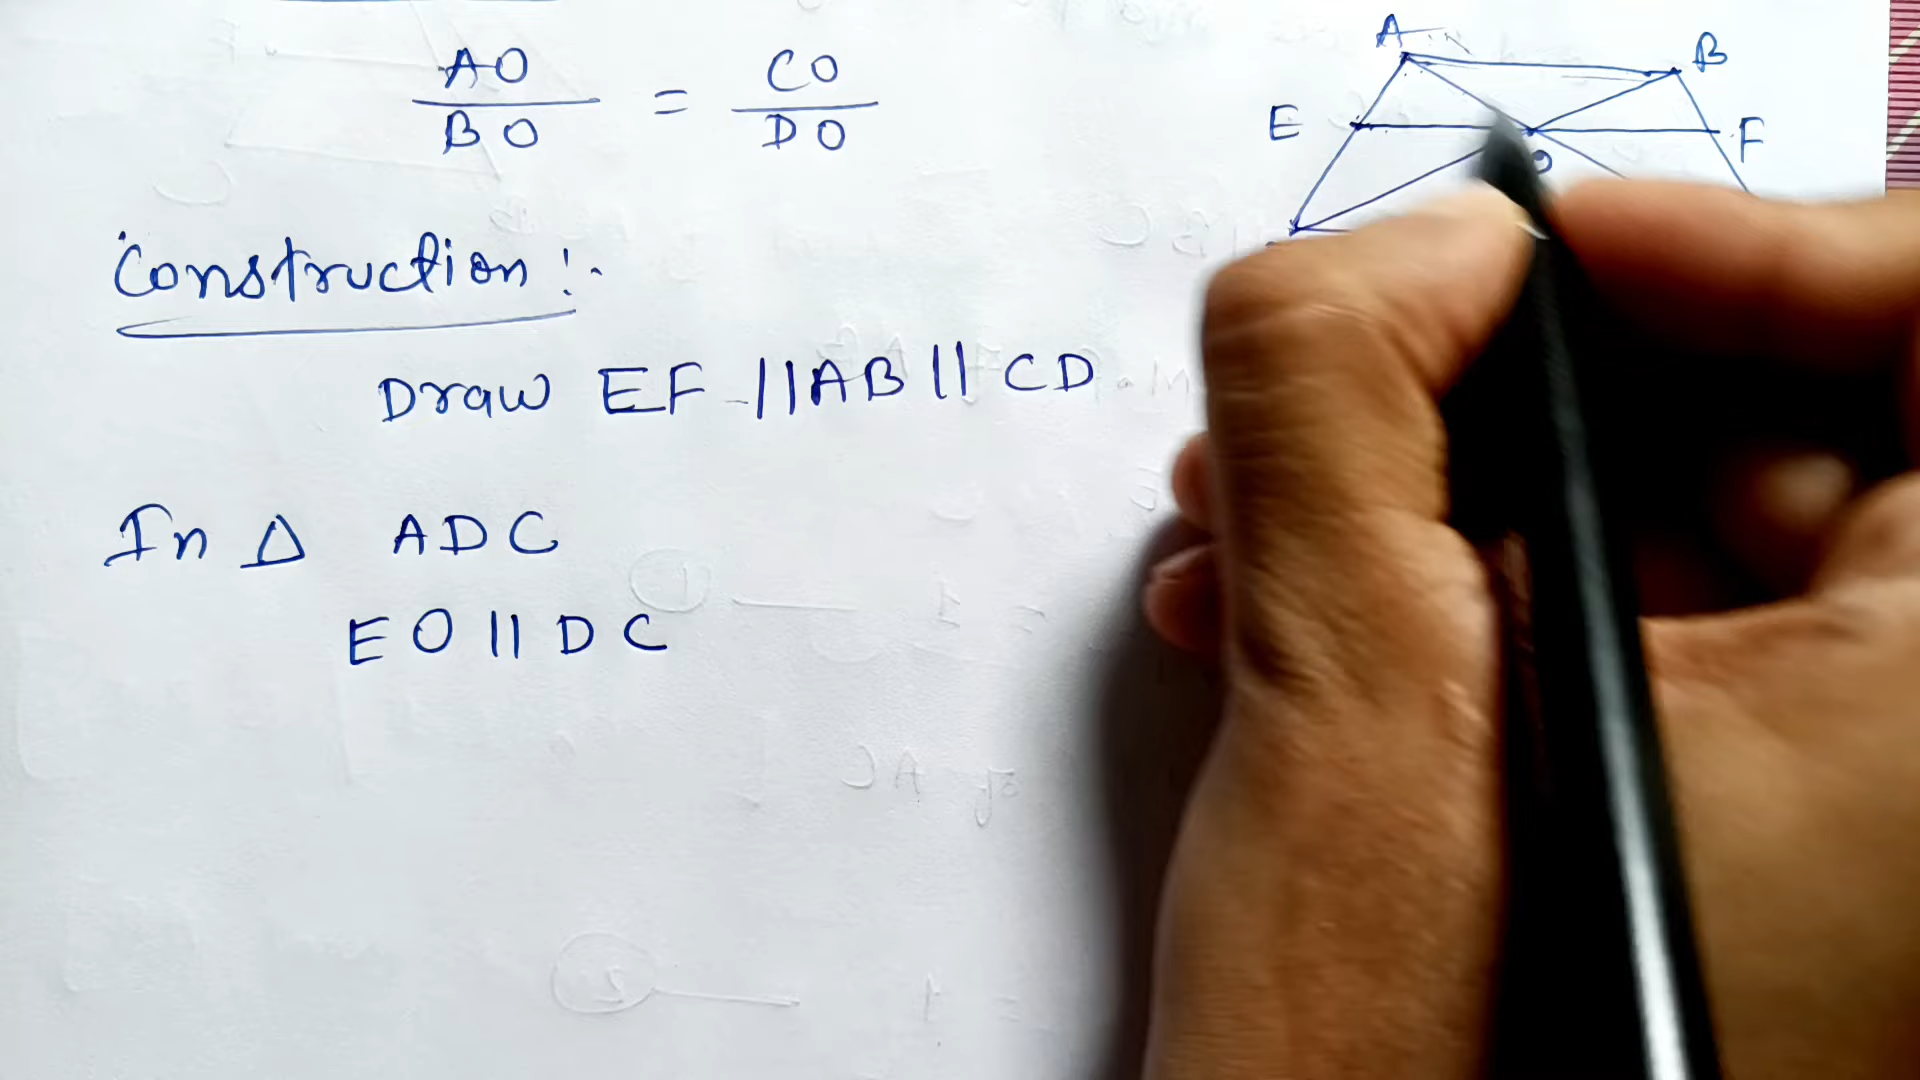 AO / BO = CO / DO
A
B
E
F
O
Construction :-
Draw EF || AB || CD
In Δ ADC
EO || DC